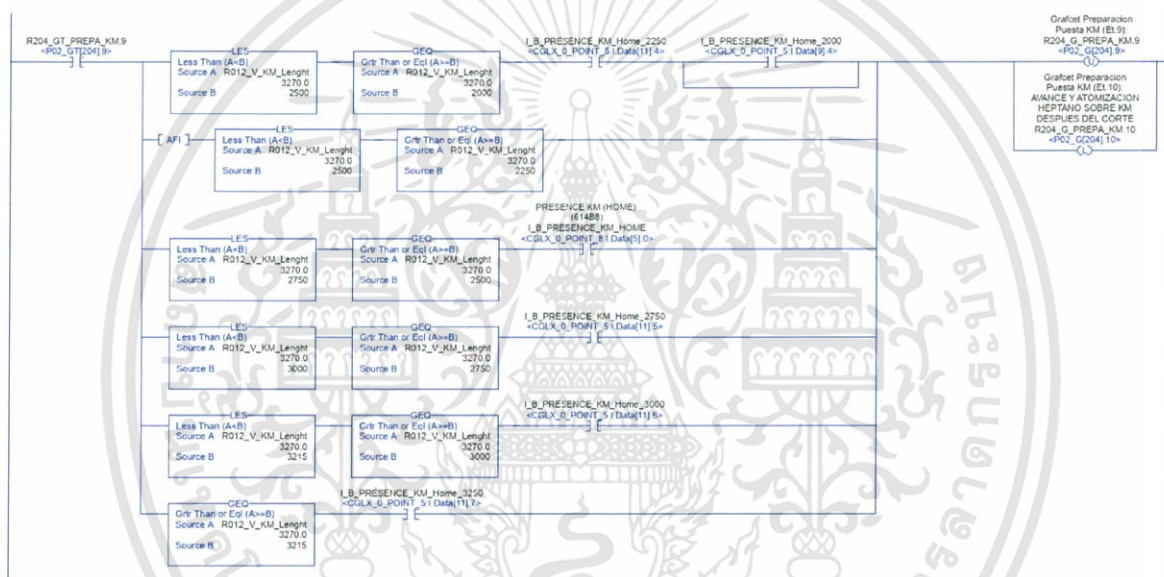 R204_GT_PREPA_KM.9
<P02_GT[204].9>
LES
Less Than (A<B)
Source A R012_V_KM_Lenght
3270.0
Source B 2500
GEQ
Grtr Than or Eql (A>=B)
Source A R012_V_KM_Lenght
3270.0
Source B 2000
I_B_PRESENCE_KM_Home_2250
<CGLX_0_POINT_5:I.Data[11].4>
I_B_PRESENCE_KM_Home_2000
<CGLX_0_POINT_5:I.Data[9].4>
Grafcet Preparacion
Puesta KM (Et.9):
R204_G_PREPA_KM.9
<P02_G[204].9>
U
Grafcet Preparacion
Puesta KM (Et.10):
AVANCE Y ATOMIZACION
HEPTANO SOBRE KM
DESPUES DEL CORTE
R204_G_PREPA_KM.10
<P02_G[204].10>
L
[ AFI ]
LES
Less Than (A<B)
Source A R012_V_KM_Lenght
3270.0
Source B 2500
GEQ
Grtr Than or Eql (A>=B)
Source A R012_V_KM_Lenght
3270.0
Source B 2250
LES
Less Than (A<B)
Source A R012_V_KM_Lenght
3270.0
Source B 2750
GEQ
Grtr Than or Eql (A>=B)
Source A R012_V_KM_Lenght
3270.0
Source B 2500
PRESENCE KM (HOME)
(614B8)
I_B_PRESENCE_KM_HOME
<CGLX_0_POINT_8:I.Data[5].0>
LES
Less Than (A<B)
Source A R012_V_KM_Lenght
3270.0
Source B 3000
GEQ
Grtr Than or Eql (A>=B)
Source A R012_V_KM_Lenght
3270.0
Source B 2750
I_B_PRESENCE_KM_Home_2750
<CGLX_0_POINT_5:I.Data[11].5>
LES
Less Than (A<B)
Source A R012_V_KM_Lenght
3270.0
Source B 3215
GEQ
Grtr Than or Eql (A>=B)
Source A R012_V_KM_Lenght
3270.0
Source B 3000
I_B_PRESENCE_KM_Home_3000
<CGLX_0_POINT_5:I.Data[11].6>
GEQ
Grtr Than or Eql (A>=B)
Source A R012_V_KM_Lenght
3270.0
Source B 3215
I_B_PRESENCE_KM_Home_3250
<CGLX_0_POINT_5:I.Data[11].7>